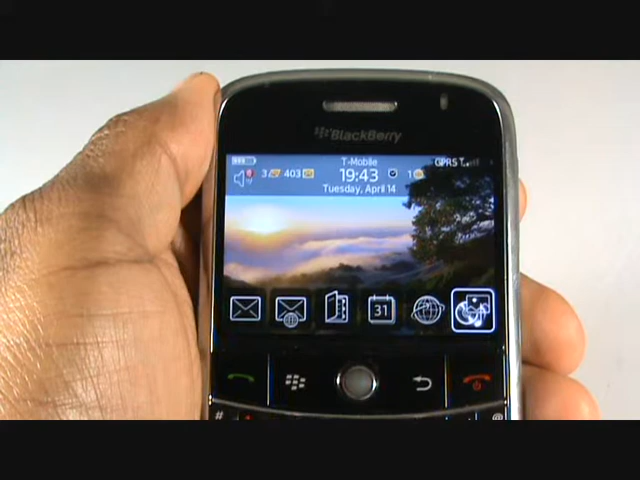 BlackBerry
T-Mobile
GPRS
3 403 19:43 1
Tuesday, April 14
31
# @